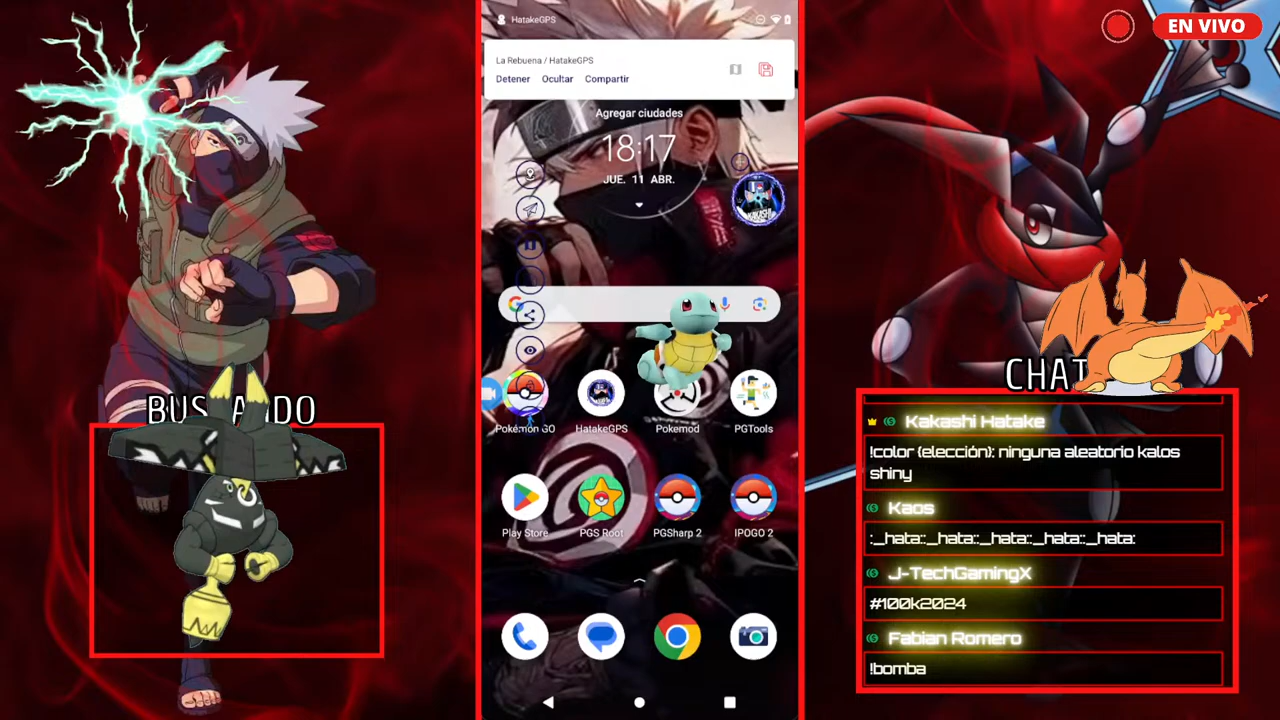 HatakeGPS
La Rebuena / HatakeGPS
Detener Ocultar Compartir
Agregar ciudades
18:17
JUE. 11 ABR.
Pokémon GO HatakeGPS Pokemod PGTools
Play Store PGS Root PGSharp 2 IPOGO 2
EN VIVO
CHAT
Kakashi Hatake
!color {elección}: ninguna aleatorio kalos
shiny
Kaos
:_hata::_hata::_hata::_hata::_hata:
J-TechGamingX
#100k2024
Fabian Romero
!bomba